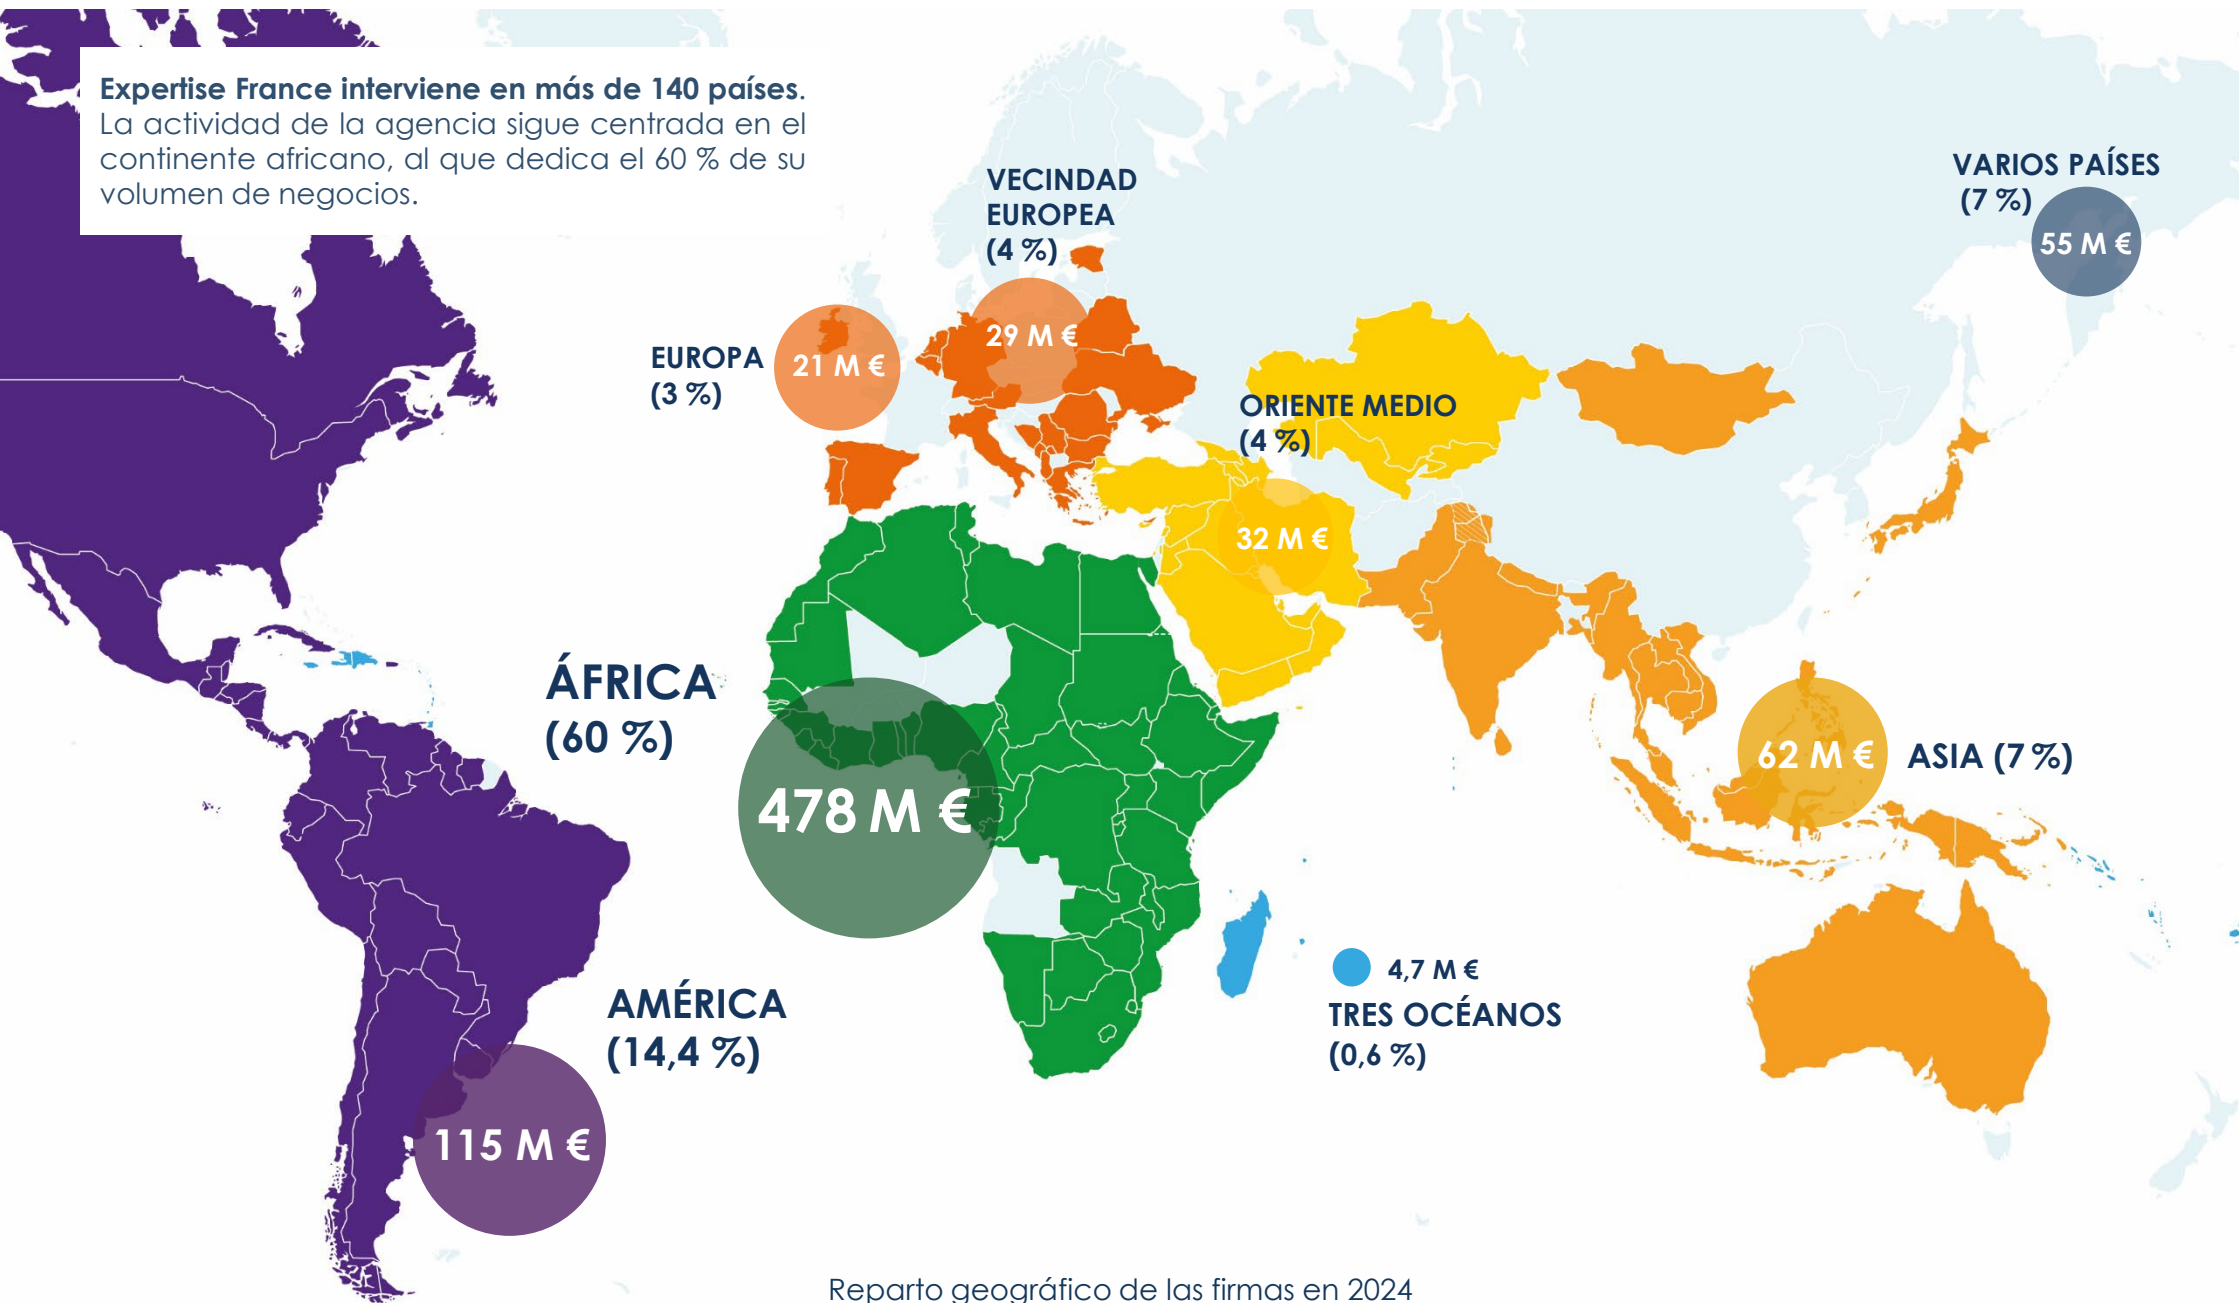 Expertise France interviene en más de 140 países.
La actividad de la agencia sigue centrada en el
continente africano, al que dedica el 60 % de su
volumen de negocios.
VECINDAD
EUROPEA
(4 %)
29 M €
VARIOS PAÍSES
(7 %)
55 M €
EUROPA
(3 %)
21 M €
ORIENTE MEDIO
(4 %)
32 M €
ÁFRICA
(60 %)
478 M €
62 M €
ASIA (7 %)
AMÉRICA
(14,4 %)
115 M €
4,7 M €
TRES OCÉANOS
(0,6 %)
Reparto geográfico de las firmas en 2024